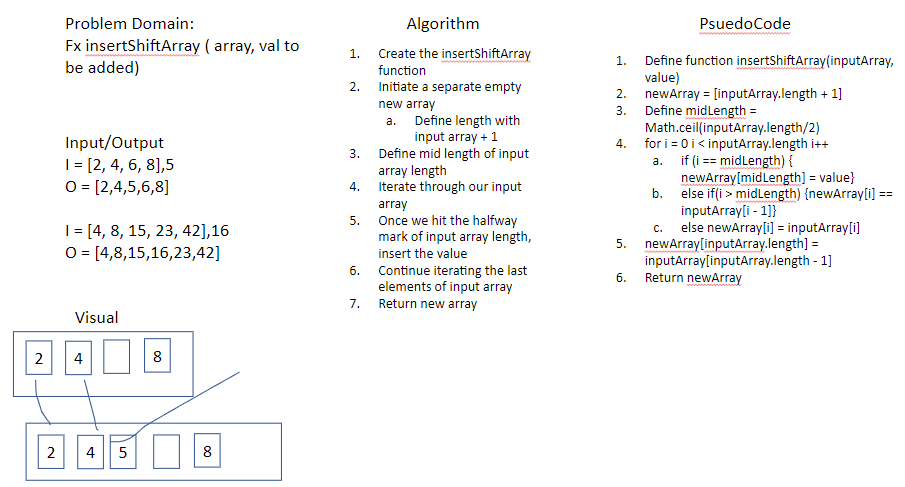 Problem Domain:
Fx insertShiftArray ( array, val to
be added)
Input/Output
I = [2, 4, 6, 8],5
O = [2,4,5,6,8]
I = [4, 8, 15, 23, 42],16
O = [4,8,15,16,23,42]
Visual
2 4 8
2 4 5 8
Algorithm
1. Create the insertShiftArray
function
2. Initiate a separate empty
new array
a. Define length with
input array + 1
3. Define mid length of input
array length
4. Iterate through our input
array
5. Once we hit the halfway
mark of input array length,
insert the value
6. Continue iterating the last
elements of input array
7. Return new array
PsuedoCode
1. Define function insertShiftArray(inputArray,
value)
2. newArray = [inputArray.length + 1]
3. Define midLength =
Math.ceil(inputArray.length/2)
4. for i = 0 i < inputArray.length i++
a. if (i == midLength) {
newArray[midLength] = value}
b. else if(i > midLength) {newArray[i] ==
inputArray[i - 1]}
c. else newArray[i] = inputArray[i]
5. newArray[inputArray.length] =
inputArray[inputArray.length - 1]
6. Return newArray